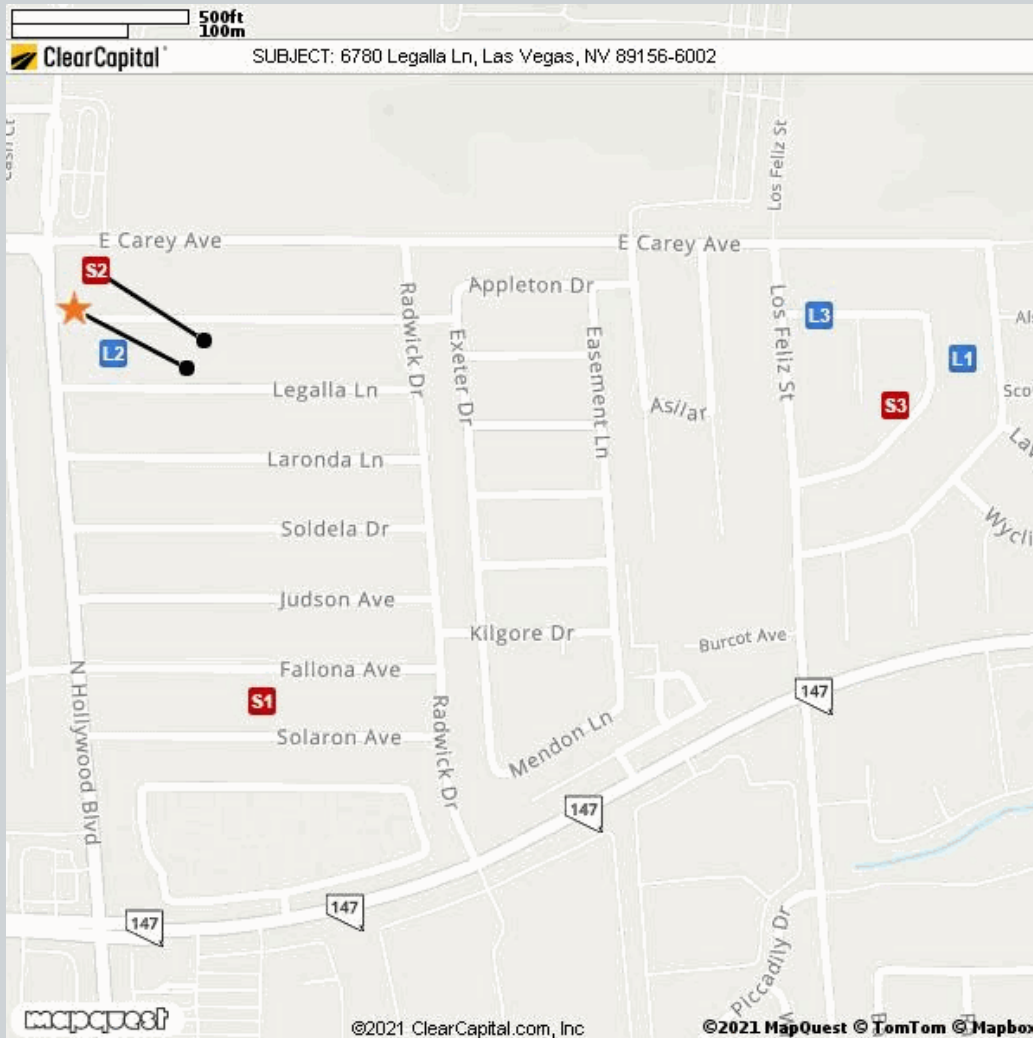 500ft
100m
ClearCapital
SUBJECT: 6780 Legalla Ln, Las Vegas, NV 89156-6002
Casn Ct
Los Feliz St
E Carey Ave
E Carey Ave
S2
Appleton Dr
L2
Radwick Dr
Exeter Dr
Easement Ln
Los Feliz St
L3
L1
Legalla Ln
Asilar
S3
Laronda Ln
Soldela Dr
Judson Ave
Kilgore Dr
Burcot Ave
Fallona Ave
S1
147
N Hollywood Blvd
Solaron Ave
Radwick Dr
Mendon Ln
147
147
147
Piccadily Dr
mapquest
©2021 ClearCapital.com, Inc
©2021 MapQuest © TomTom © Mapbox